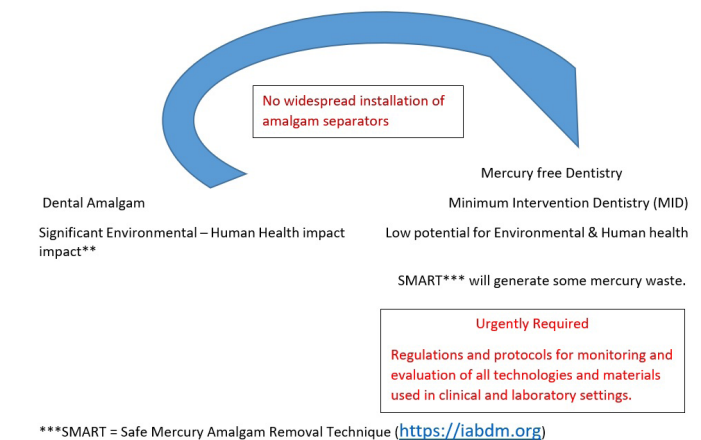 No widespread installation of
amalgam separators
Mercury free Dentistry
Dental Amalgam
Minimum Intervention Dentistry (MID)
Significant Environmental – Human Health impact
impact**
Low potential for Environmental & Human health
SMART*** will generate some mercury waste.
Urgently Required
Regulations and protocols for monitoring and
evaluation of all technologies and materials
used in clinical and laboratory settings.
***SMART = Safe Mercury Amalgam Removal Technique (https://iabdm.org)